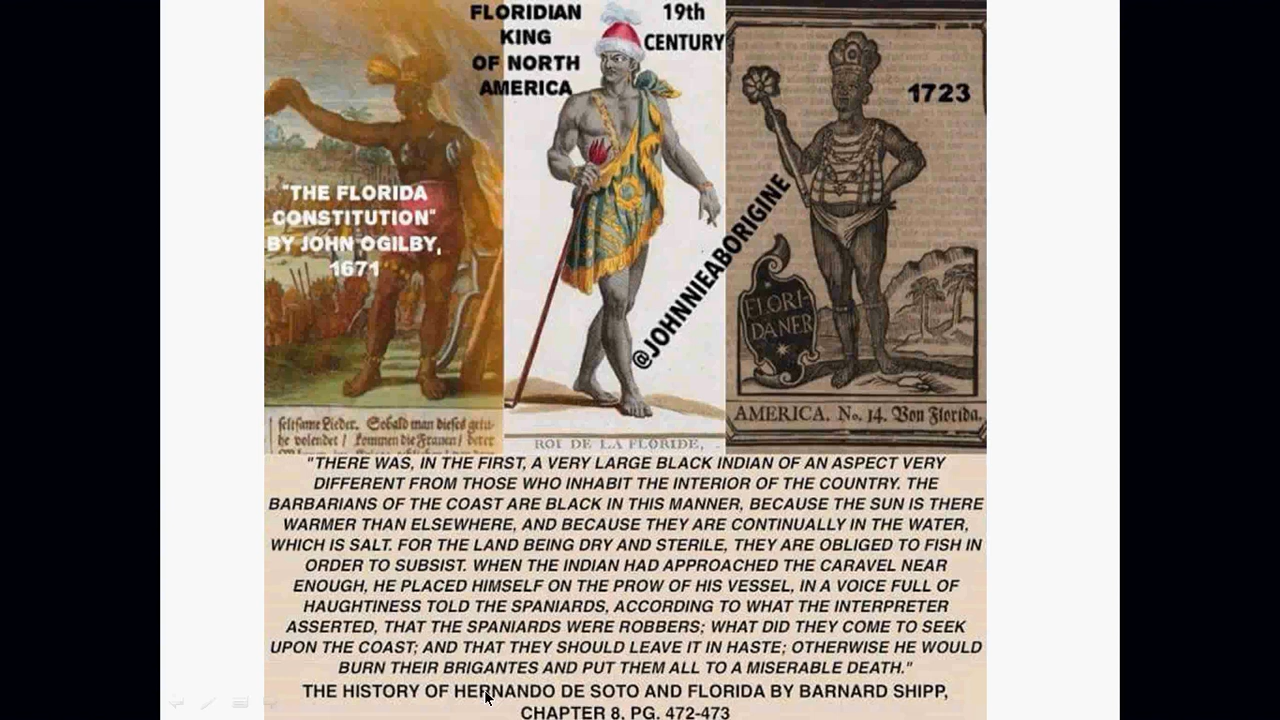 FLORIDIAN
KING
OF NORTH
AMERICA
19th
CENTURY
1723
"THE FLORIDA
CONSTITUTION"
BY JOHN OGILBY,
1671
@JOHNNIEABORIGINE
FLORI-
DANER
seltsame Lieder. Sobald man dieses
he volendet / kommen die Frauen / derer
ROI DE LA FLORIDE,
AMERICA. No. 14. Von Florida.
"THERE WAS, IN THE FIRST, A VERY LARGE BLACK INDIAN OF AN ASPECT VERY
DIFFERENT FROM THOSE WHO INHABIT THE INTERIOR OF THE COUNTRY. THE
BARBARIANS OF THE COAST ARE BLACK IN THIS MANNER, BECAUSE THE SUN IS THERE
WARMER THAN ELSEWHERE, AND BECAUSE THEY ARE CONTINUALLY IN THE WATER,
WHICH IS SALT. FOR THE LAND BEING DRY AND STERILE, THEY ARE OBLIGED TO FISH IN
ORDER TO SUBSIST. WHEN THE INDIAN HAD APPROACHED THE CARAVEL NEAR
ENOUGH, HE PLACED HIMSELF ON THE PROW OF HIS VESSEL, IN A VOICE FULL OF
HAUGHTINESS TOLD THE SPANIARDS, ACCORDING TO WHAT THE INTERPRETER
ASSERTED, THAT THE SPANIARDS WERE ROBBERS; WHAT DID THEY COME TO SEEK
UPON THE COAST; AND THAT THEY SHOULD LEAVE IT IN HASTE; OTHERWISE HE WOULD
BURN THEIR BRIGANTES AND PUT THEM ALL TO A MISERABLE DEATH."
THE HISTORY OF HERNANDO DE SOTO AND FLORIDA BY BARNARD SHIPP,
CHAPTER 8, PG. 472-473